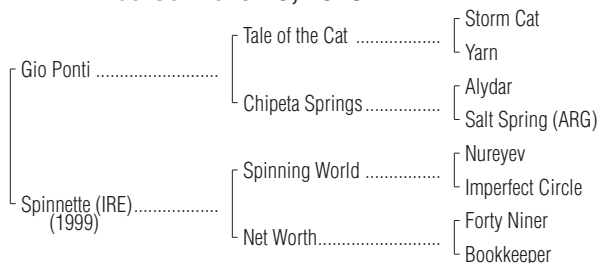 Storm Cat
Tale of the Cat ..................
Yarn
Gio Ponti ..........................
Alydar
Chipeta Springs ................
Salt Spring (ARG)
Nureyev
Spinning World ................
Imperfect Circle
Spinnette (IRE)..................
(1999)
Forty Niner
Net Worth..........................
Bookkeeper